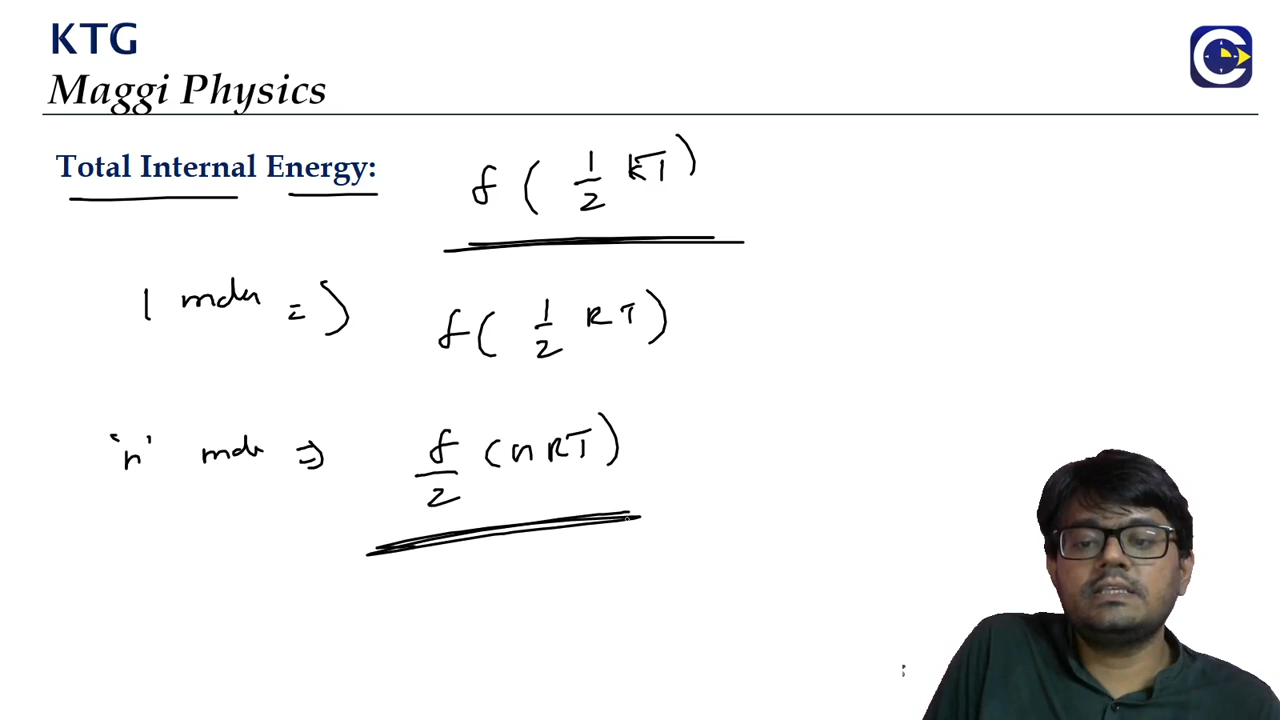 KTG
Maggi Physics
Total Internal Energy: f ( 1/2 kT )
1 mole => f ( 1/2 RT )
'n' mole => f/2 (nRT)